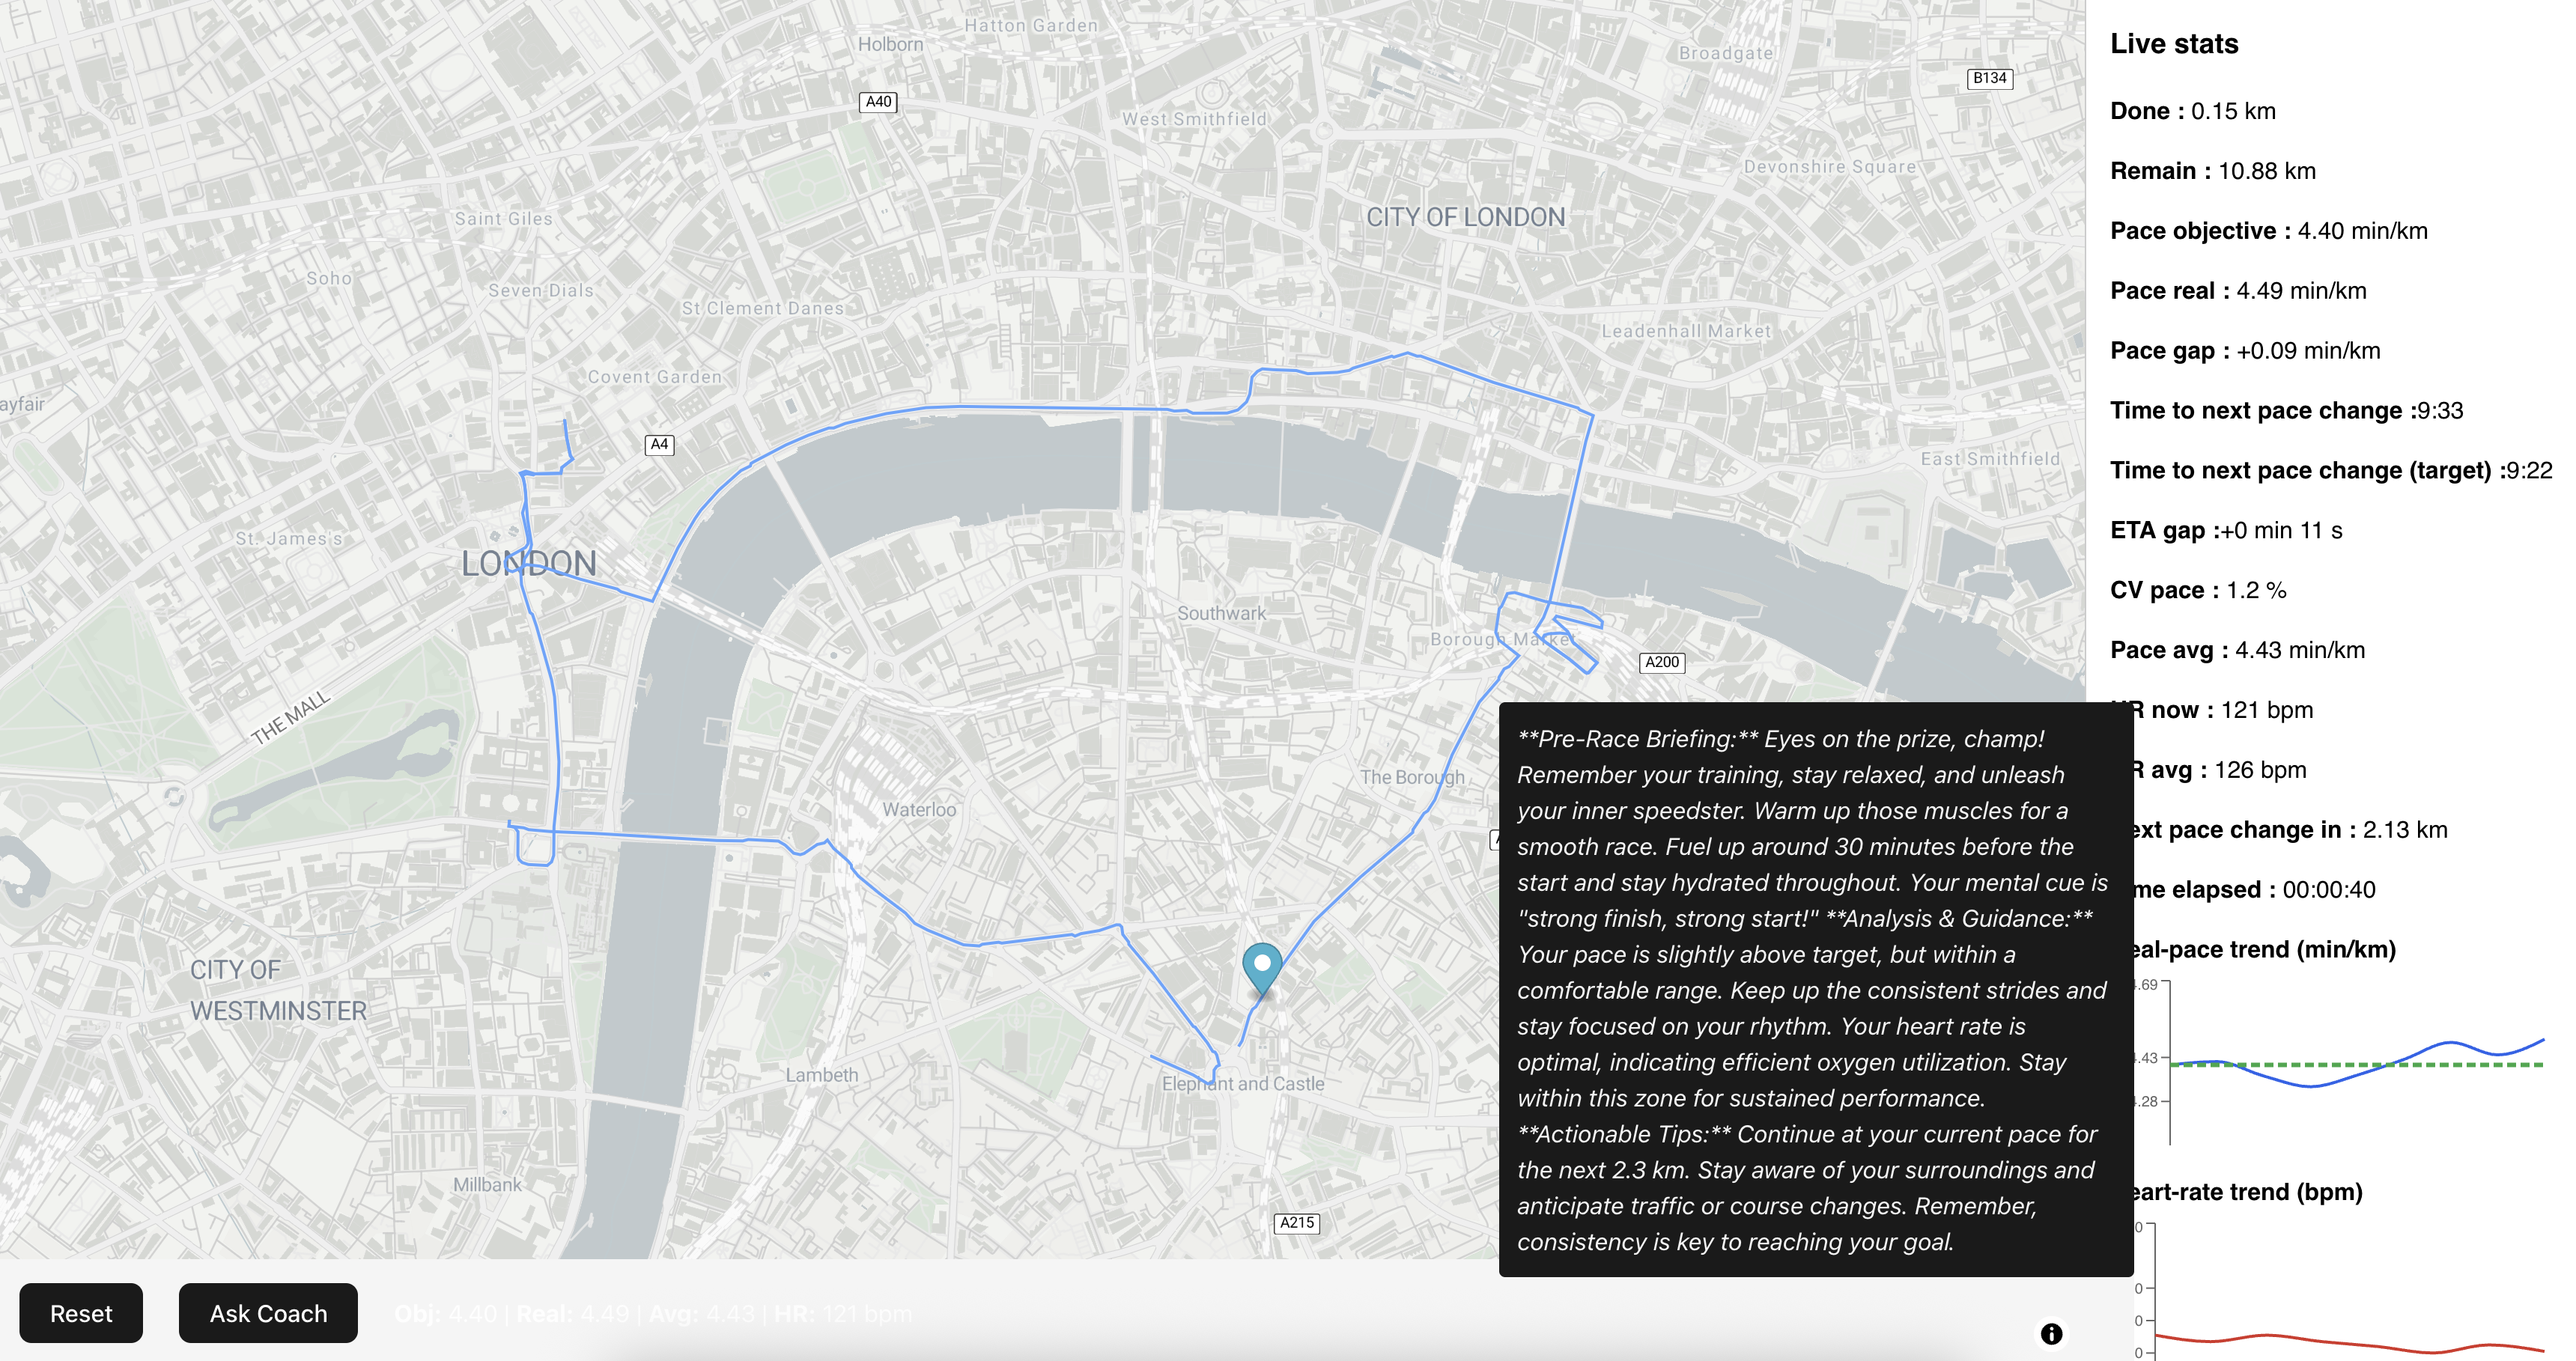 Hatton Garden
Holborn
Broadgate
B134
A40
West Smithfield
Devonshire Square
Saint Giles
CITY OF LONDON
Soho
Seven Dials
St Clement Danes
Leadenhall Market
Covent Garden
ayfair
A4
East Smithfield
St. James's
LONDON
Southwark
Borough Market
A200
THE MALL
The Borough
Waterloo
CITY OF
WESTMINSTER
Lambeth
Elephant and Castle
Millbank
A215
Live stats
Done : 0.15 km
Remain : 10.88 km
Pace objective : 4.40 min/km
Pace real : 4.49 min/km
Pace gap : +0.09 min/km
Time to next pace change :9:33
Time to next pace change (target) :9:22
ETA gap :+0 min 11 s
CV pace : 1.2 %
Pace avg : 4.43 min/km
R now : 121 bpm
R avg : 126 bpm
ext pace change in : 2.13 km
me elapsed : 00:00:40
eal-pace trend (min/km)
.69
.43
.28
eart-rate trend (bpm)
0
0
0
0
**Pre-Race Briefing:** Eyes on the prize, champ!
Remember your training, stay relaxed, and unleash
your inner speedster. Warm up those muscles for a
smooth race. Fuel up around 30 minutes before the
start and stay hydrated throughout. Your mental cue is
"strong finish, strong start!" **Analysis & Guidance:**
Your pace is slightly above target, but within a
comfortable range. Keep up the consistent strides and
stay focused on your rhythm. Your heart rate is
optimal, indicating efficient oxygen utilization. Stay
within this zone for sustained performance.
**Actionable Tips:** Continue at your current pace for
the next 2.3 km. Stay aware of your surroundings and
anticipate traffic or course changes. Remember,
consistency is key to reaching your goal.
Reset
Ask Coach
Obj: 4.40 | Real: 4.49 | Avg: 4.43 | HR: 121 bpm